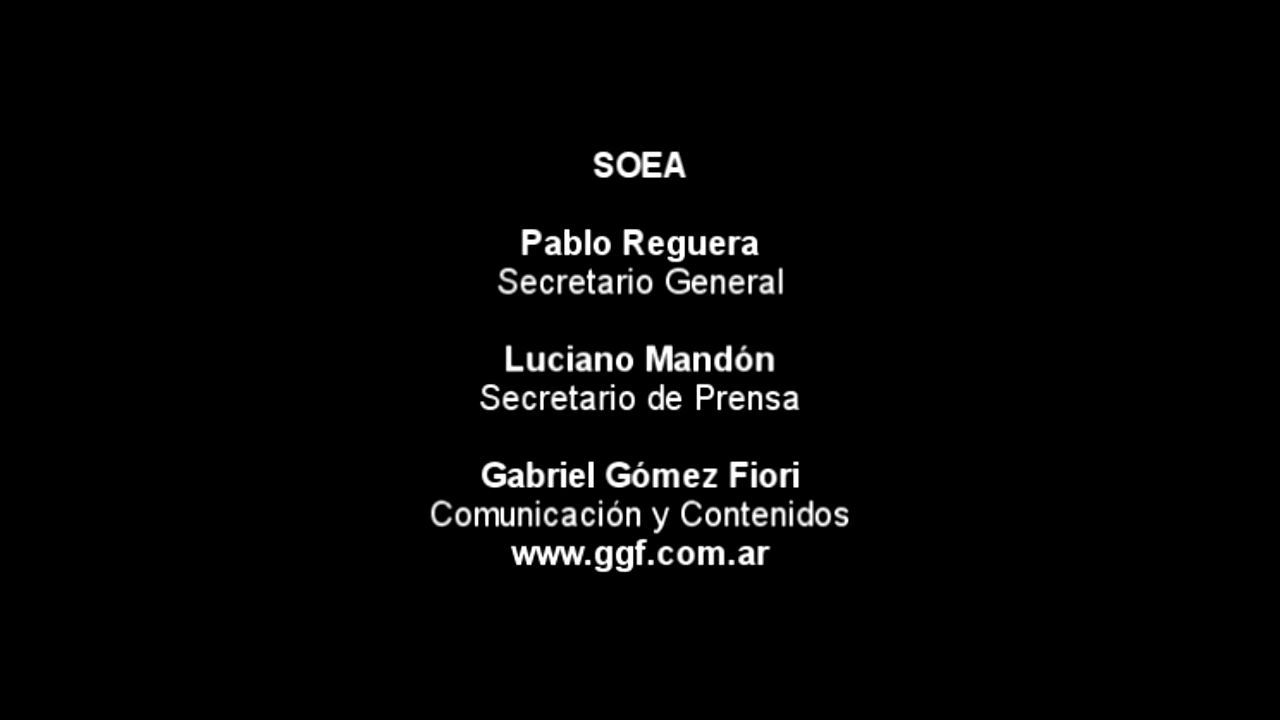 SOEA
Pablo Reguera
Secretario General
Luciano Mandón
Secretario de Prensa
Gabriel Gómez Fiori
Comunicación y Contenidos
www.ggf.com.ar